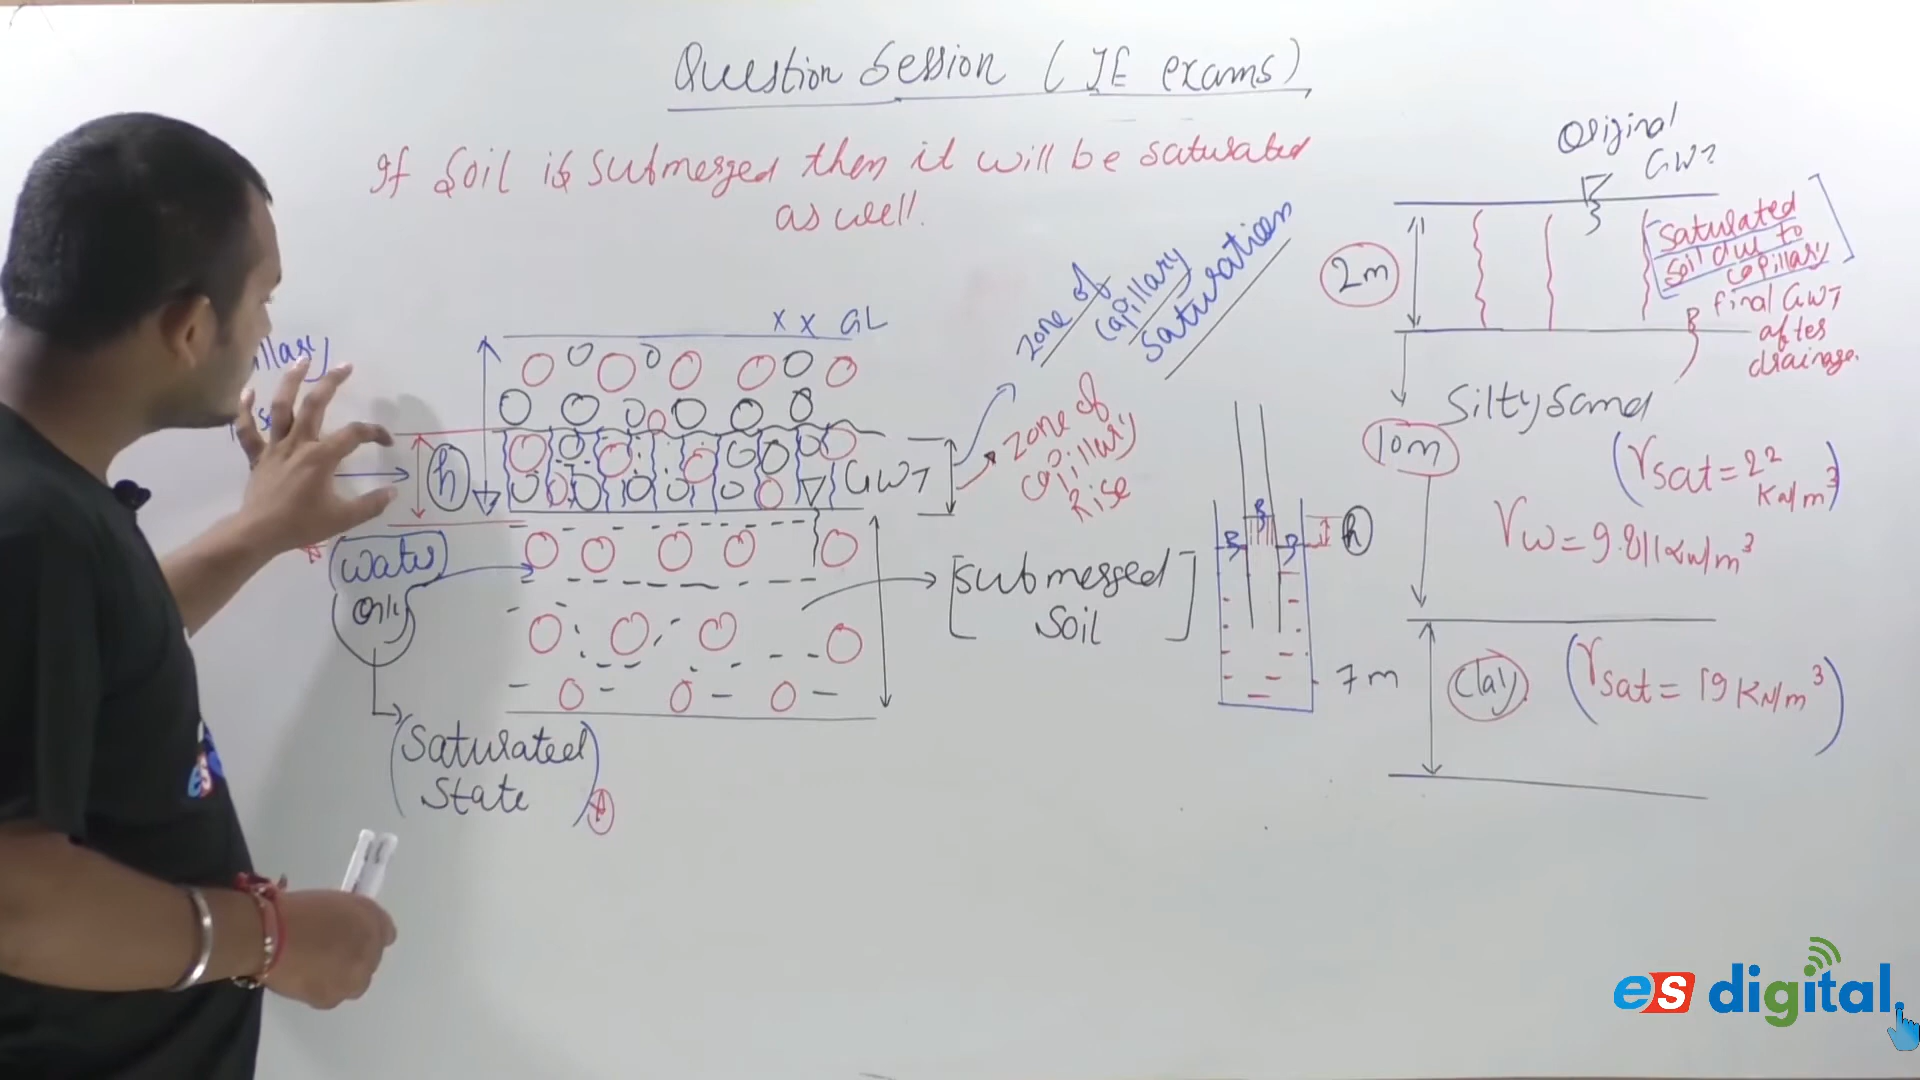 Question Session (JE exams)
If Soil is submerged then it will be saturated
as well.
Original
GWT
2m
Saturated
Soil due to
capillary
final GWT
after
drainage.
Silty Sand
10m
(γsat = 22
KN/m³)
γw = 9.81 KN/m³
7m
Clay
(γsat = 19 KN/m³)
x x GL
zone of
Capillary
Saturation
zone of
Capillary
Rise
h
GWT
h
Water
only
[Submerged
Soil]
(Saturated
State)
es digital